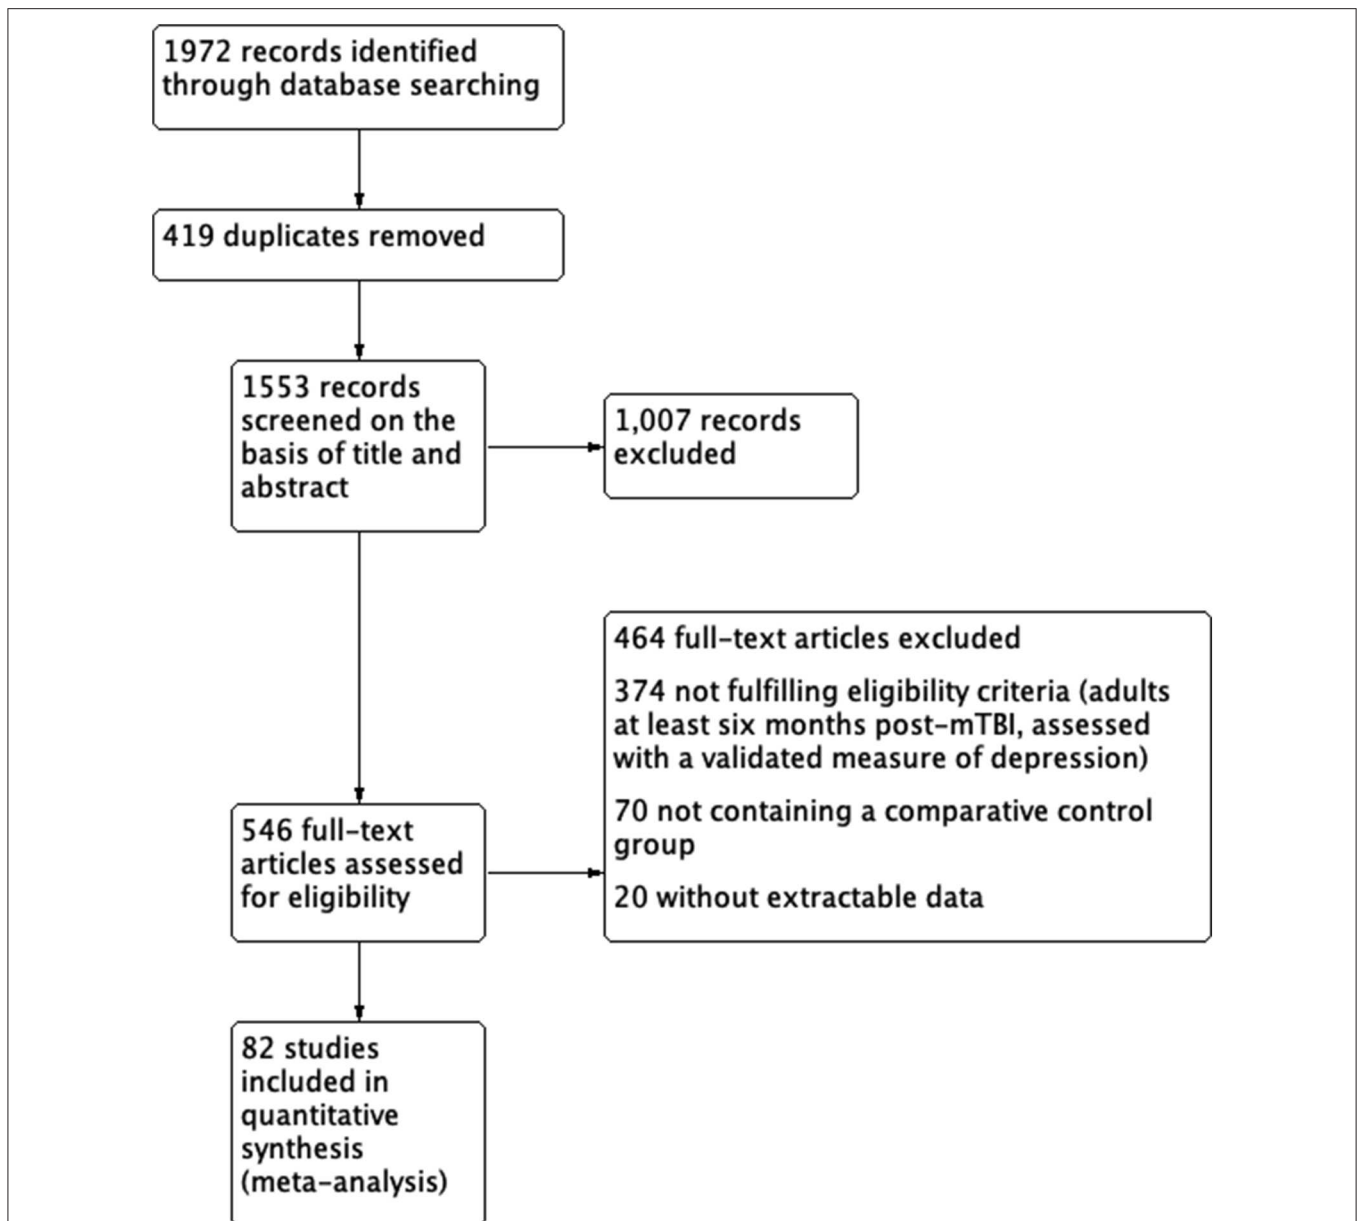 1972 records identified
through database searching
419 duplicates removed
1553 records
screened on the
basis of title and
abstract
1,007 records
excluded
464 full-text articles excluded
374 not fulfilling eligibility criteria (adults
at least six months post-mTBI, assessed
with a validated measure of depression)
70 not containing a comparative control
group
20 without extractable data
546 full-text
articles assessed
for eligibility
82 studies
included in
quantitative
synthesis
(meta-analysis)